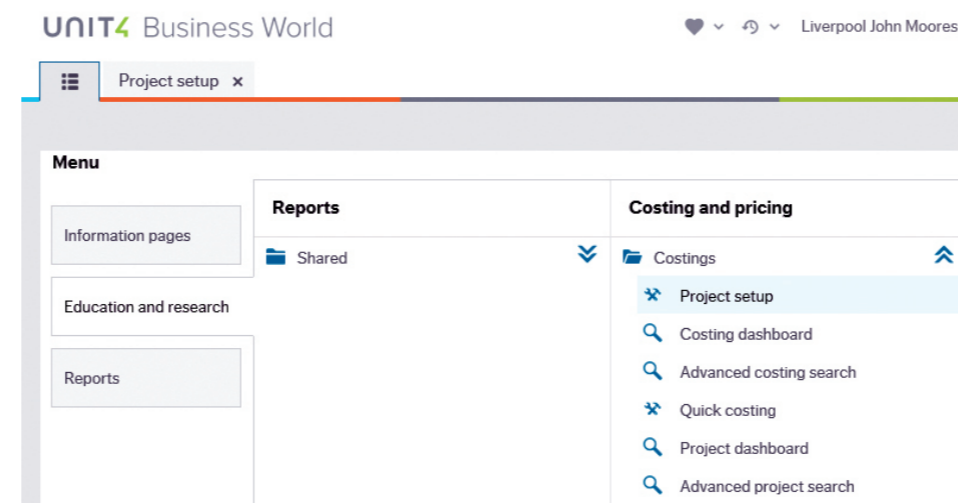 UNIT4 Business World
Liverpool John Moores
Project setup
Menu
Information pages
Education and research
Reports
Reports
Shared
Costing and pricing
Costings
Project setup
Costing dashboard
Advanced costing search
Quick costing
Project dashboard
Advanced project search